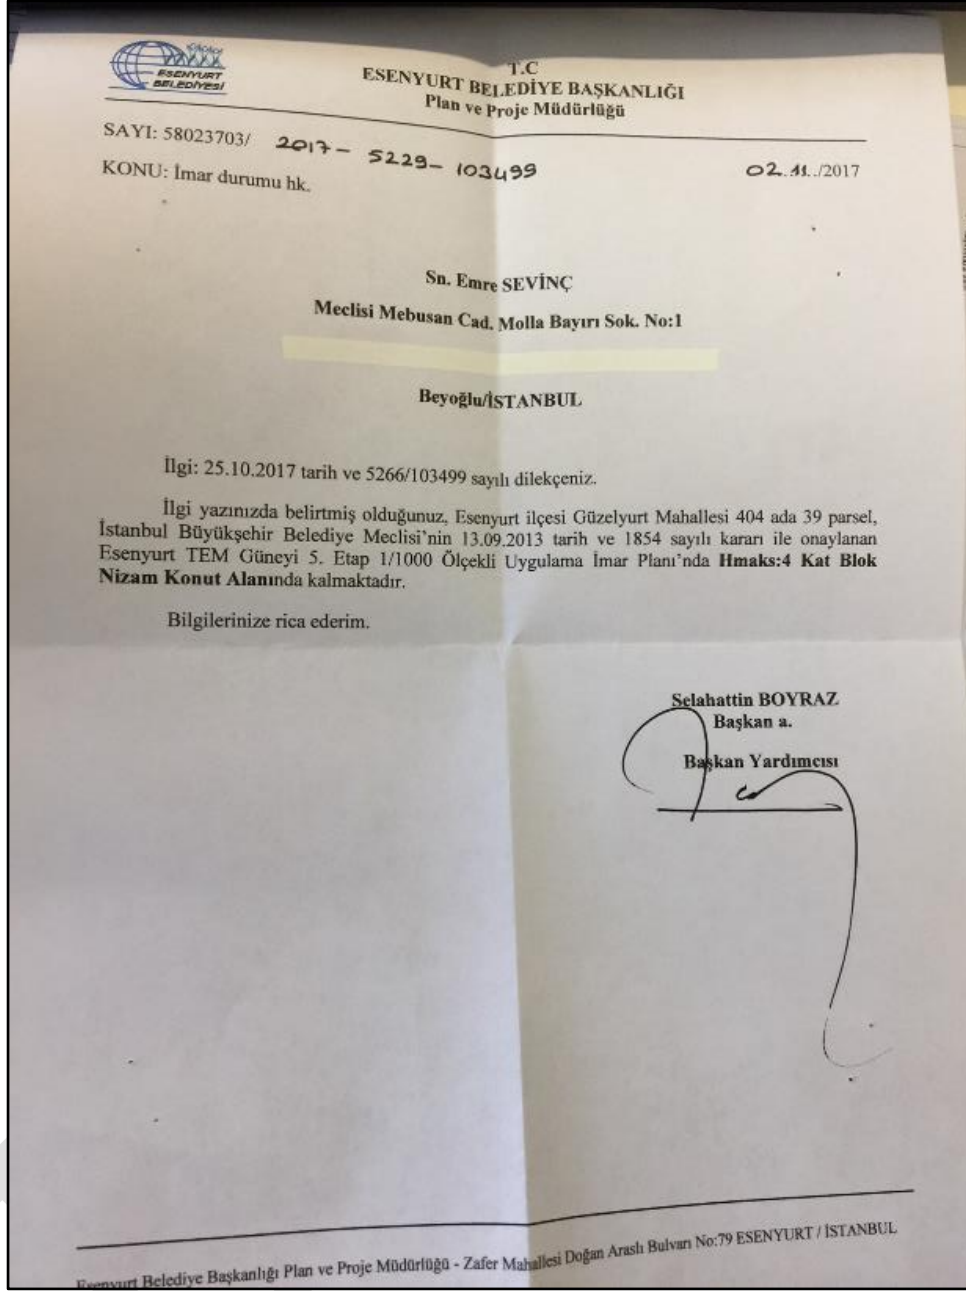 ESENYURT
BELEDİYESİ
T.C
ESENYURT BELEDİYE BAŞKANLIĞI
Plan ve Proje Müdürlüğü
SAYI: 58023703/ 2017- 5229- 103499
KONU: İmar durumu hk.
02.11./2017
Sn. Emre SEVİNÇ
Meclisi Mebusan Cad. Molla Bayırı Sok. No:1
Beyoğlu/İSTANBUL
İlgi: 25.10.2017 tarih ve 5266/103499 sayılı dilekçeniz.
İlgi yazınızda belirtmiş olduğunuz, Esenyurt ilçesi Güzelyurt Mahallesi 404 ada 39 parsel,
İstanbul Büyükşehir Belediye Meclisi'nin 13.09.2013 tarih ve 1854 sayılı kararı ile onaylanan
Esenyurt TEM Güneyi 5. Etap 1/1000 Ölçekli Uygulama İmar Planı'nda Hmaks:4 Kat Blok
Nizam Konut Alanında kalmaktadır.
Bilgilerinize rica ederim.
Selahattin BOYRAZ
Başkan a.
Başkan Yardımcısı
Esenyurt Belediye Başkanlığı Plan ve Proje Müdürlüğü - Zafer Mahallesi Doğan Araslı Bulvarı No:79 ESENYURT / İSTANBUL